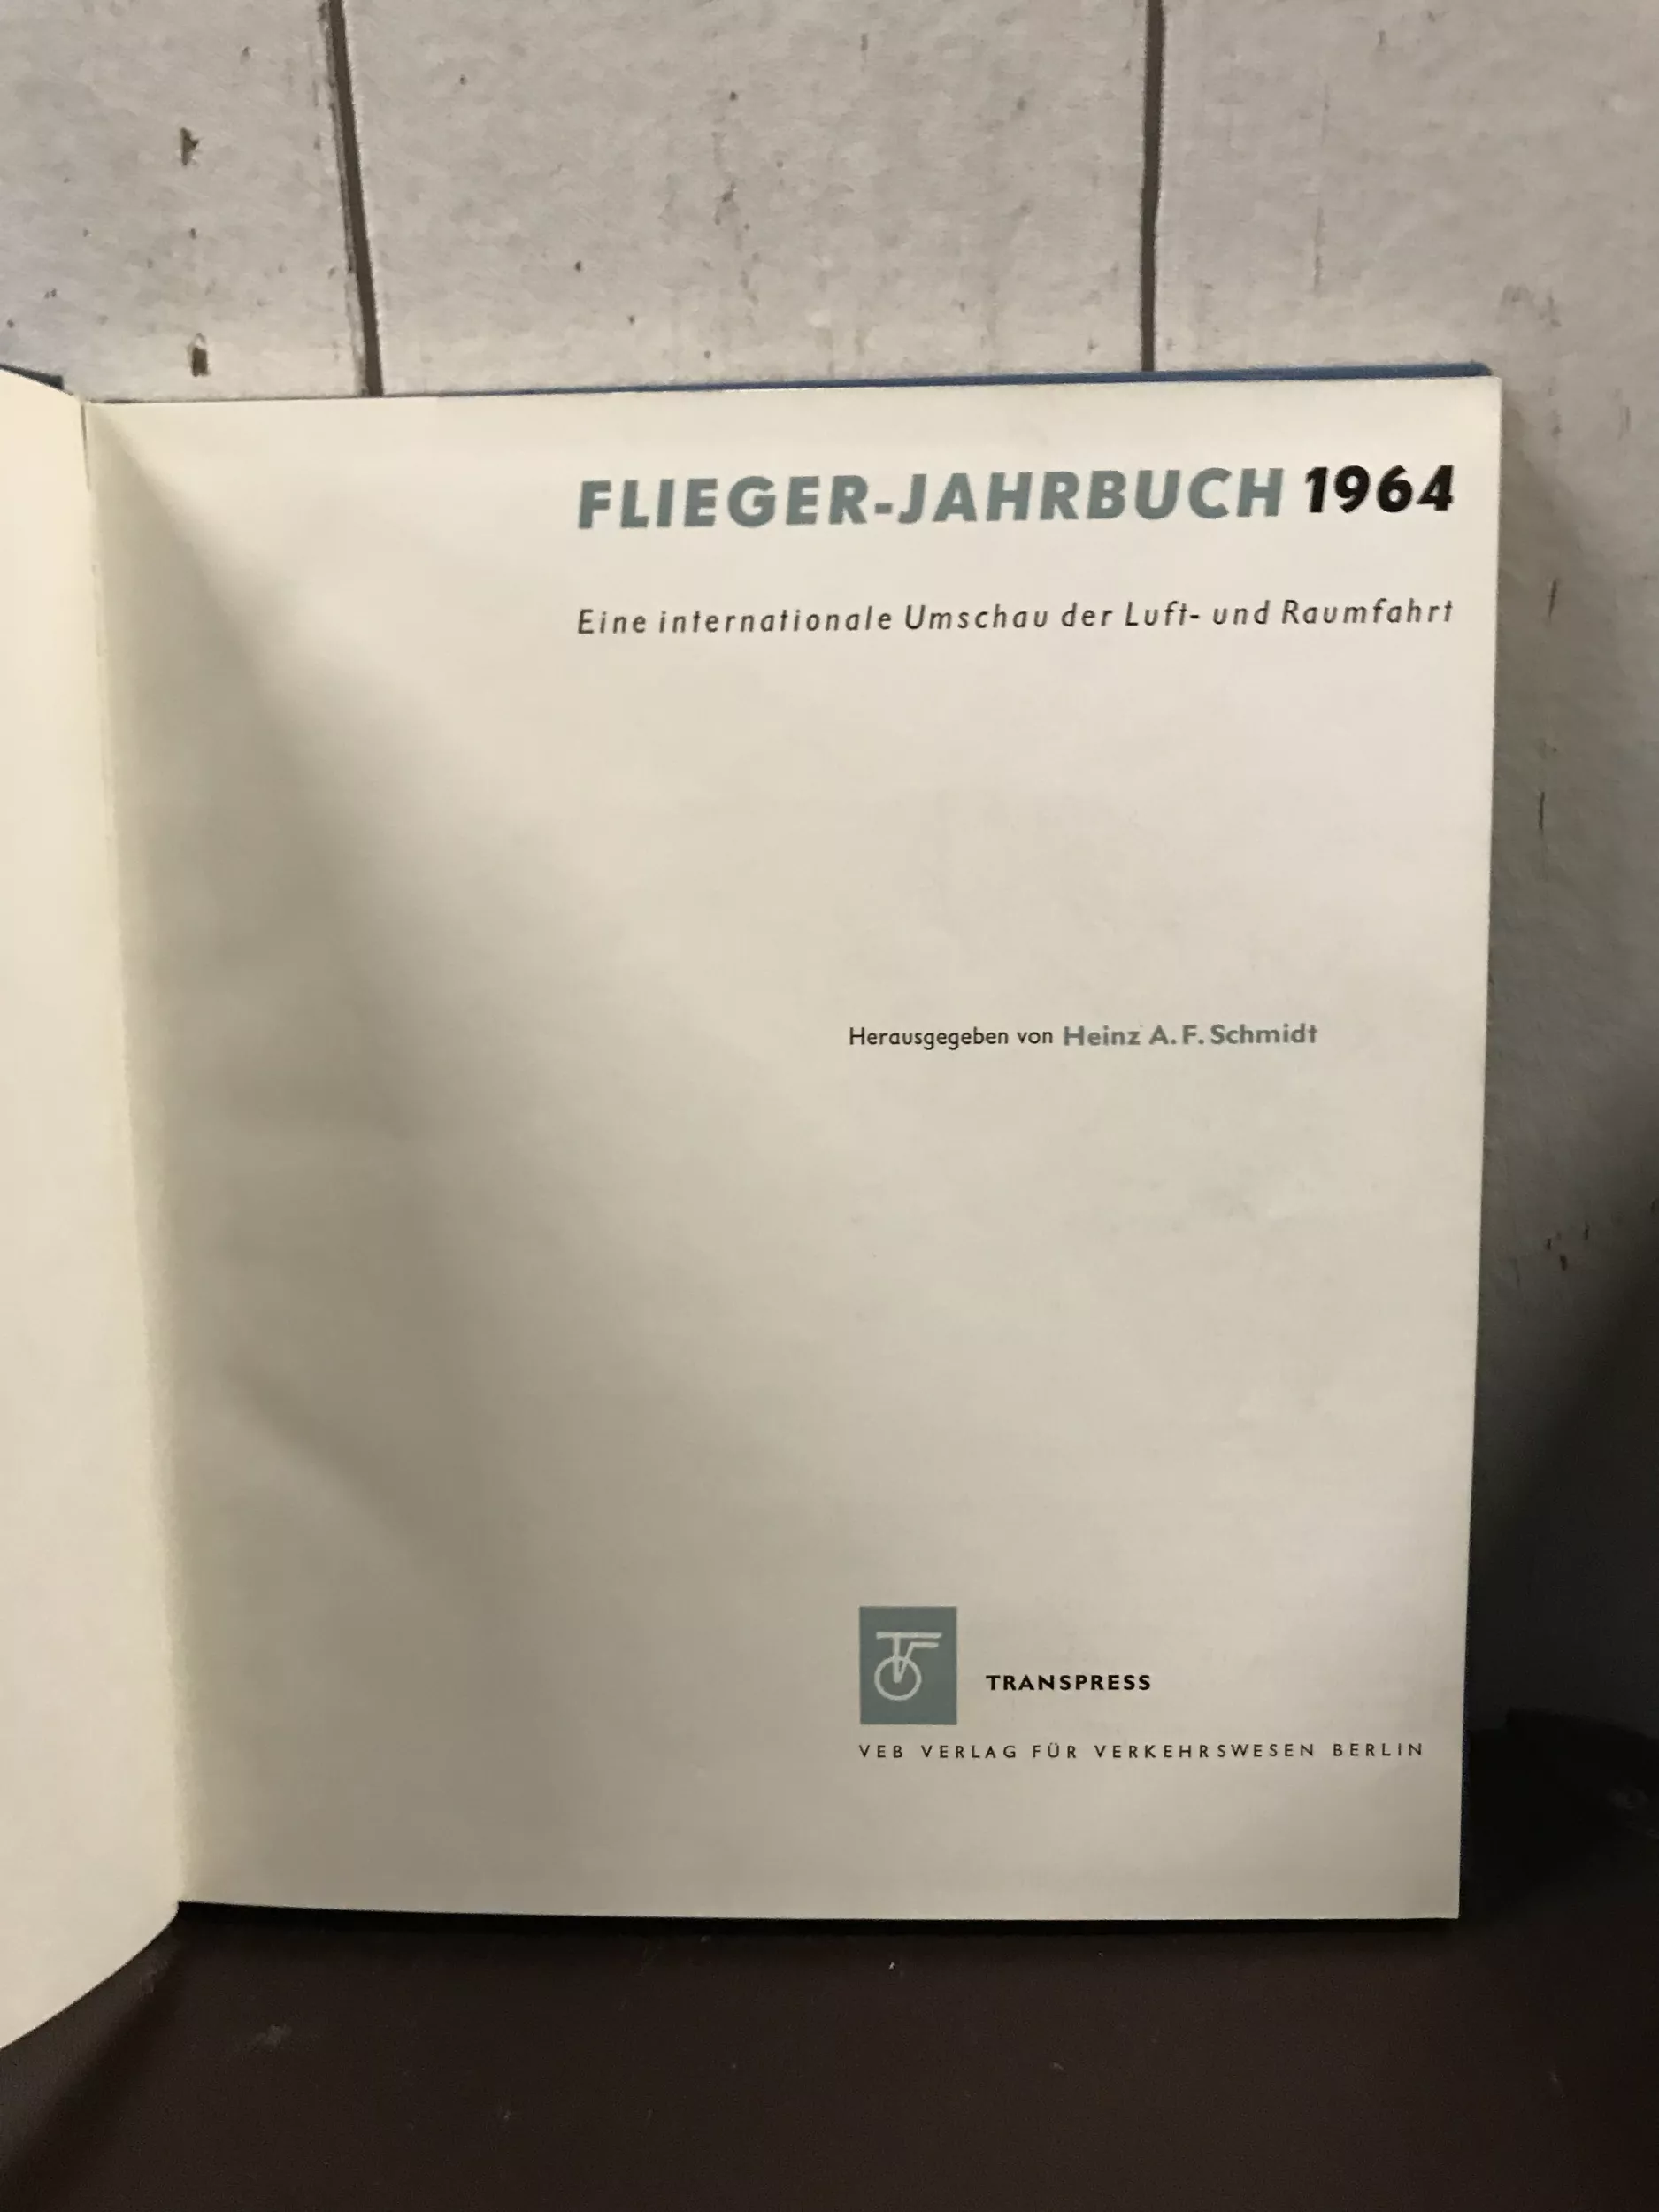 FLIEGER-JAHRBUCH 1964
Eine internationale Umschau der Luft- und Raumfahrt
Herausgegeben von Heinz A. F. Schmidt
TRANSPRESS
VEB VERLAG FÜR VERKEHRSWESEN BERLIN